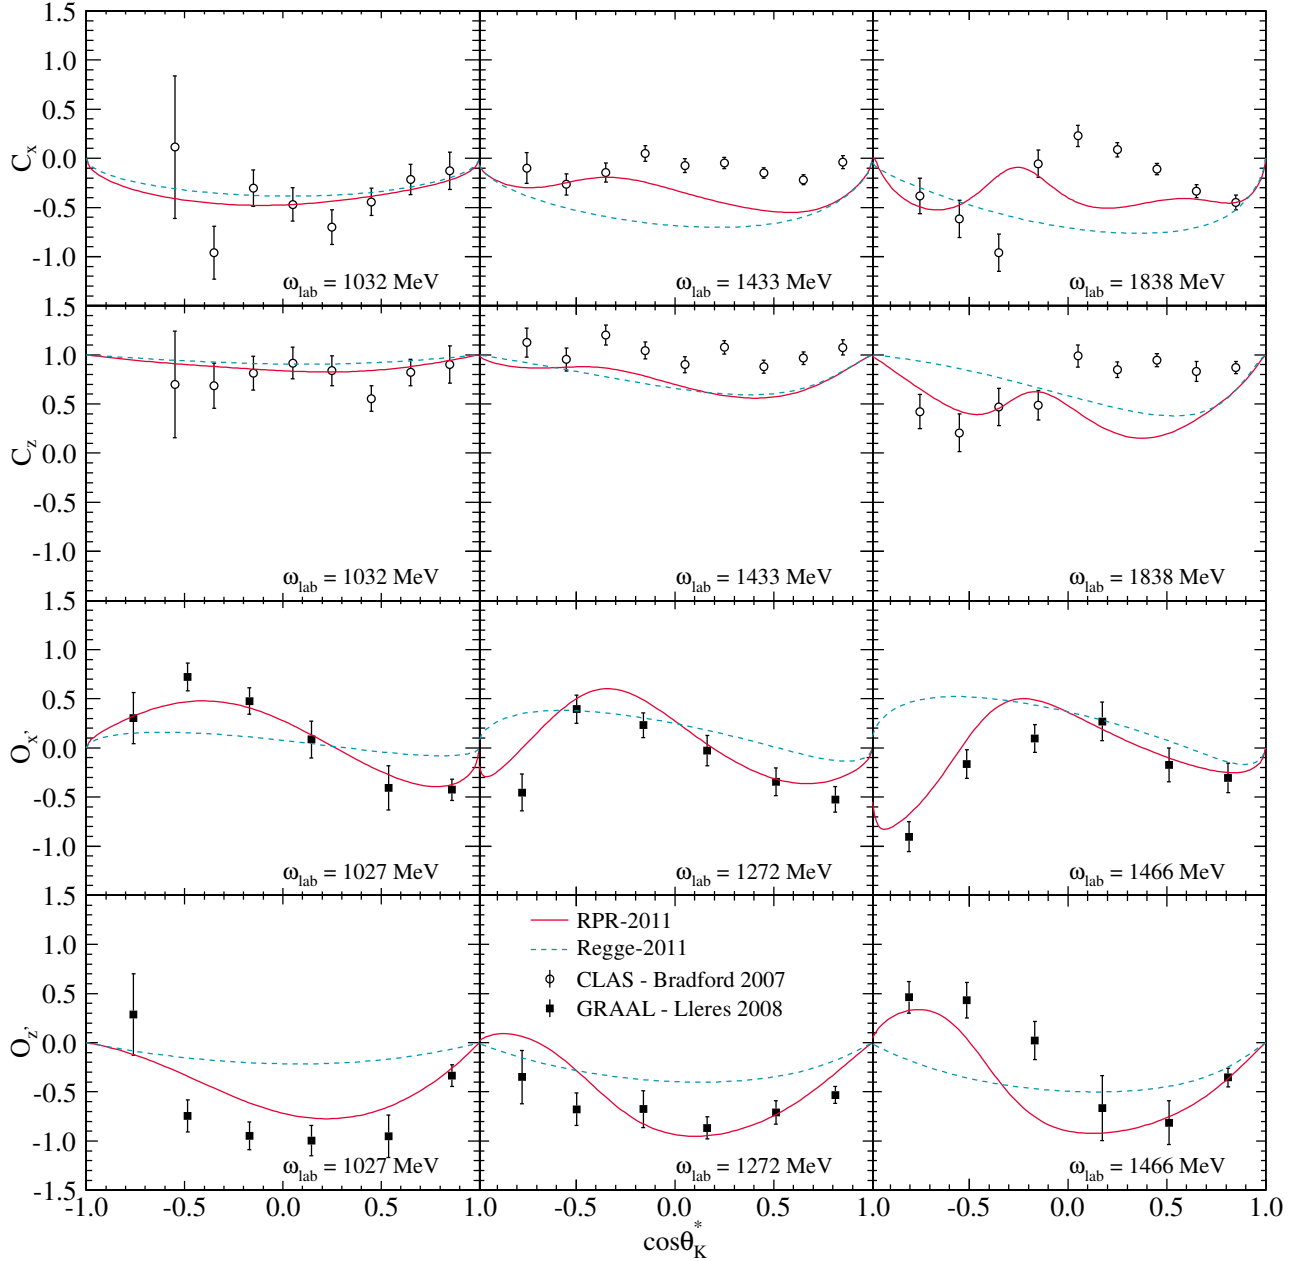 1.5
1.0
0.5
0.0
-0.5
-1.0
C_x
ω_lab = 1032 MeV
ω_lab = 1433 MeV
ω_lab = 1838 MeV
1.5
1.0
0.5
0.0
-0.5
-1.0
C_z
ω_lab = 1032 MeV
ω_lab = 1433 MeV
ω_lab = 1838 MeV
1.5
1.0
0.5
0.0
-0.5
-1.0
O_x'
ω_lab = 1027 MeV
ω_lab = 1272 MeV
ω_lab = 1466 MeV
1.5
1.0
0.5
0.0
-0.5
-1.0
-1.5
O_z'
RPR-2011
Regge-2011
CLAS - Bradford 2007
GRAAL - Lleres 2008
ω_lab = 1027 MeV
ω_lab = 1272 MeV
ω_lab = 1466 MeV
-1.0 -0.5 0.0 0.5 1.0 -0.5 0.0 0.5 1.0 -0.5 0.0 0.5 1.0
cosθ_K^*